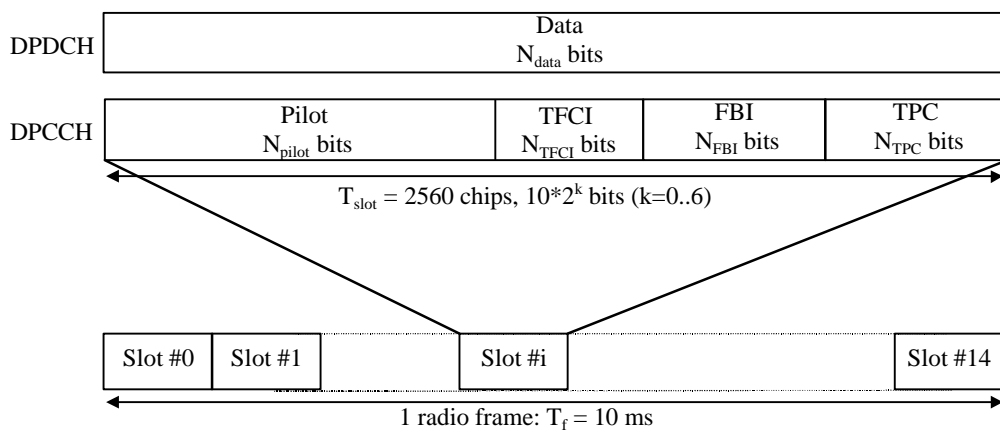 Data
DPDCH
N_data bits
Pilot TFCI FBI TPC
DPCCH
N_pilot bits N_TFCI bits N_FBI bits N_TPC bits
T_slot = 2560 chips, 10*2^k bits (k=0..6)
Slot #0 Slot #1 Slot #i Slot #14
1 radio frame: T_f = 10 ms